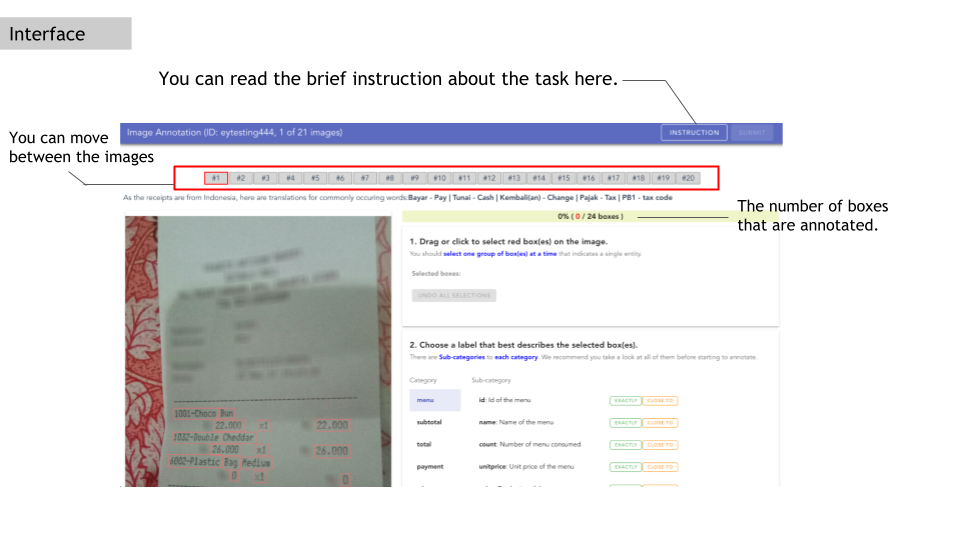 Interface
You can read the brief instruction about the task here.
You can move
between the images
Image Annotation (ID: eytesting444, 1 of 21 images)
INSTRUCTION
SUBMIT
#1 #2 #3 #4 #5 #6 #7 #8 #9 #10 #11 #12 #13 #14 #15 #16 #17 #18 #19 #20
As the receipts are from Indonesia, here are translations for commonly occuring words:Bayar - Pay | Tunai - Cash | Kembali(an) - Change | Pajak - Tax | PB1 - tax code
The number of boxes
that are annotated.
0% ( 0 / 24 boxes )
1. Drag or click to select red box(es) on the image.
You should select one group of box(es) at a time that indicates a single entity.
Selected boxes:
UNDO ALL SELECTIONS
2. Choose a label that best describes the selected box(es).
There are Sub-categories to each category. We recommend you take a look at all of them before starting to annotate.
Category Sub-category
menu id: Id of the menu EXACTLY CLOSE TO
subtotal name: Name of the menu EXACTLY CLOSE TO
total count: Number of menu consumed EXACTLY CLOSE TO
payment unitprice: Unit price of the menu EXACTLY CLOSE TO
1001-Choco Bun
22.000 x1 22.000
1032-Double Cheddar
26.000 x1 26.000
6002-Plastic Bag Medium
0 x1 0